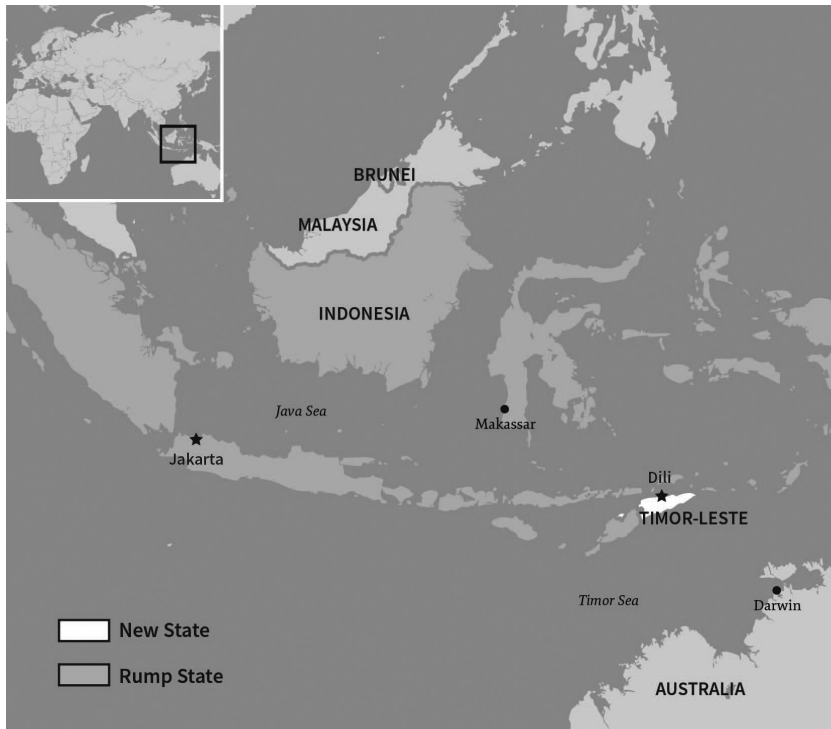 BRUNEI
MALAYSIA
INDONESIA
Java Sea
Makassar
Jakarta
Dili
TIMOR-LESTE
Timor Sea
Darwin
New State
Rump State
AUSTRALIA